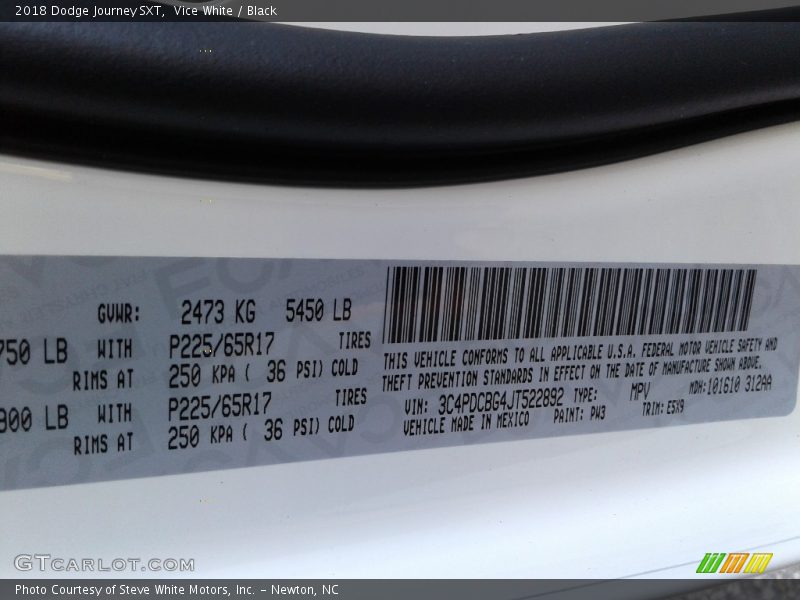 2018 Dodge Journey SXT, Vice White / Black
GVWR: 2473 KG 5450 LB
750 LB WITH P225/65R17 TIRES
RIMS AT 250 KPA ( 36 PSI) COLD
900 LB WITH P225/65R17 TIRES
RIMS AT 250 KPA ( 36 PSI) COLD
THIS VEHICLE CONFORMS TO ALL APPLICABLE U.S.A. FEDERAL MOTOR VEHICLE SAFETY AND
THEFT PREVENTION STANDARDS IN EFFECT ON THE DATE OF MANUFACTURE SHOWN ABOVE.
VIN: 3C4PDCBG4JT522892 TYPE: MPV MDH:101610 312AA
VEHICLE MADE IN MEXICO PAINT: PW3 TRIM: E5X9
GTCARLOT.COM
Photo Courtesy of Steve White Motors, Inc. – Newton, NC